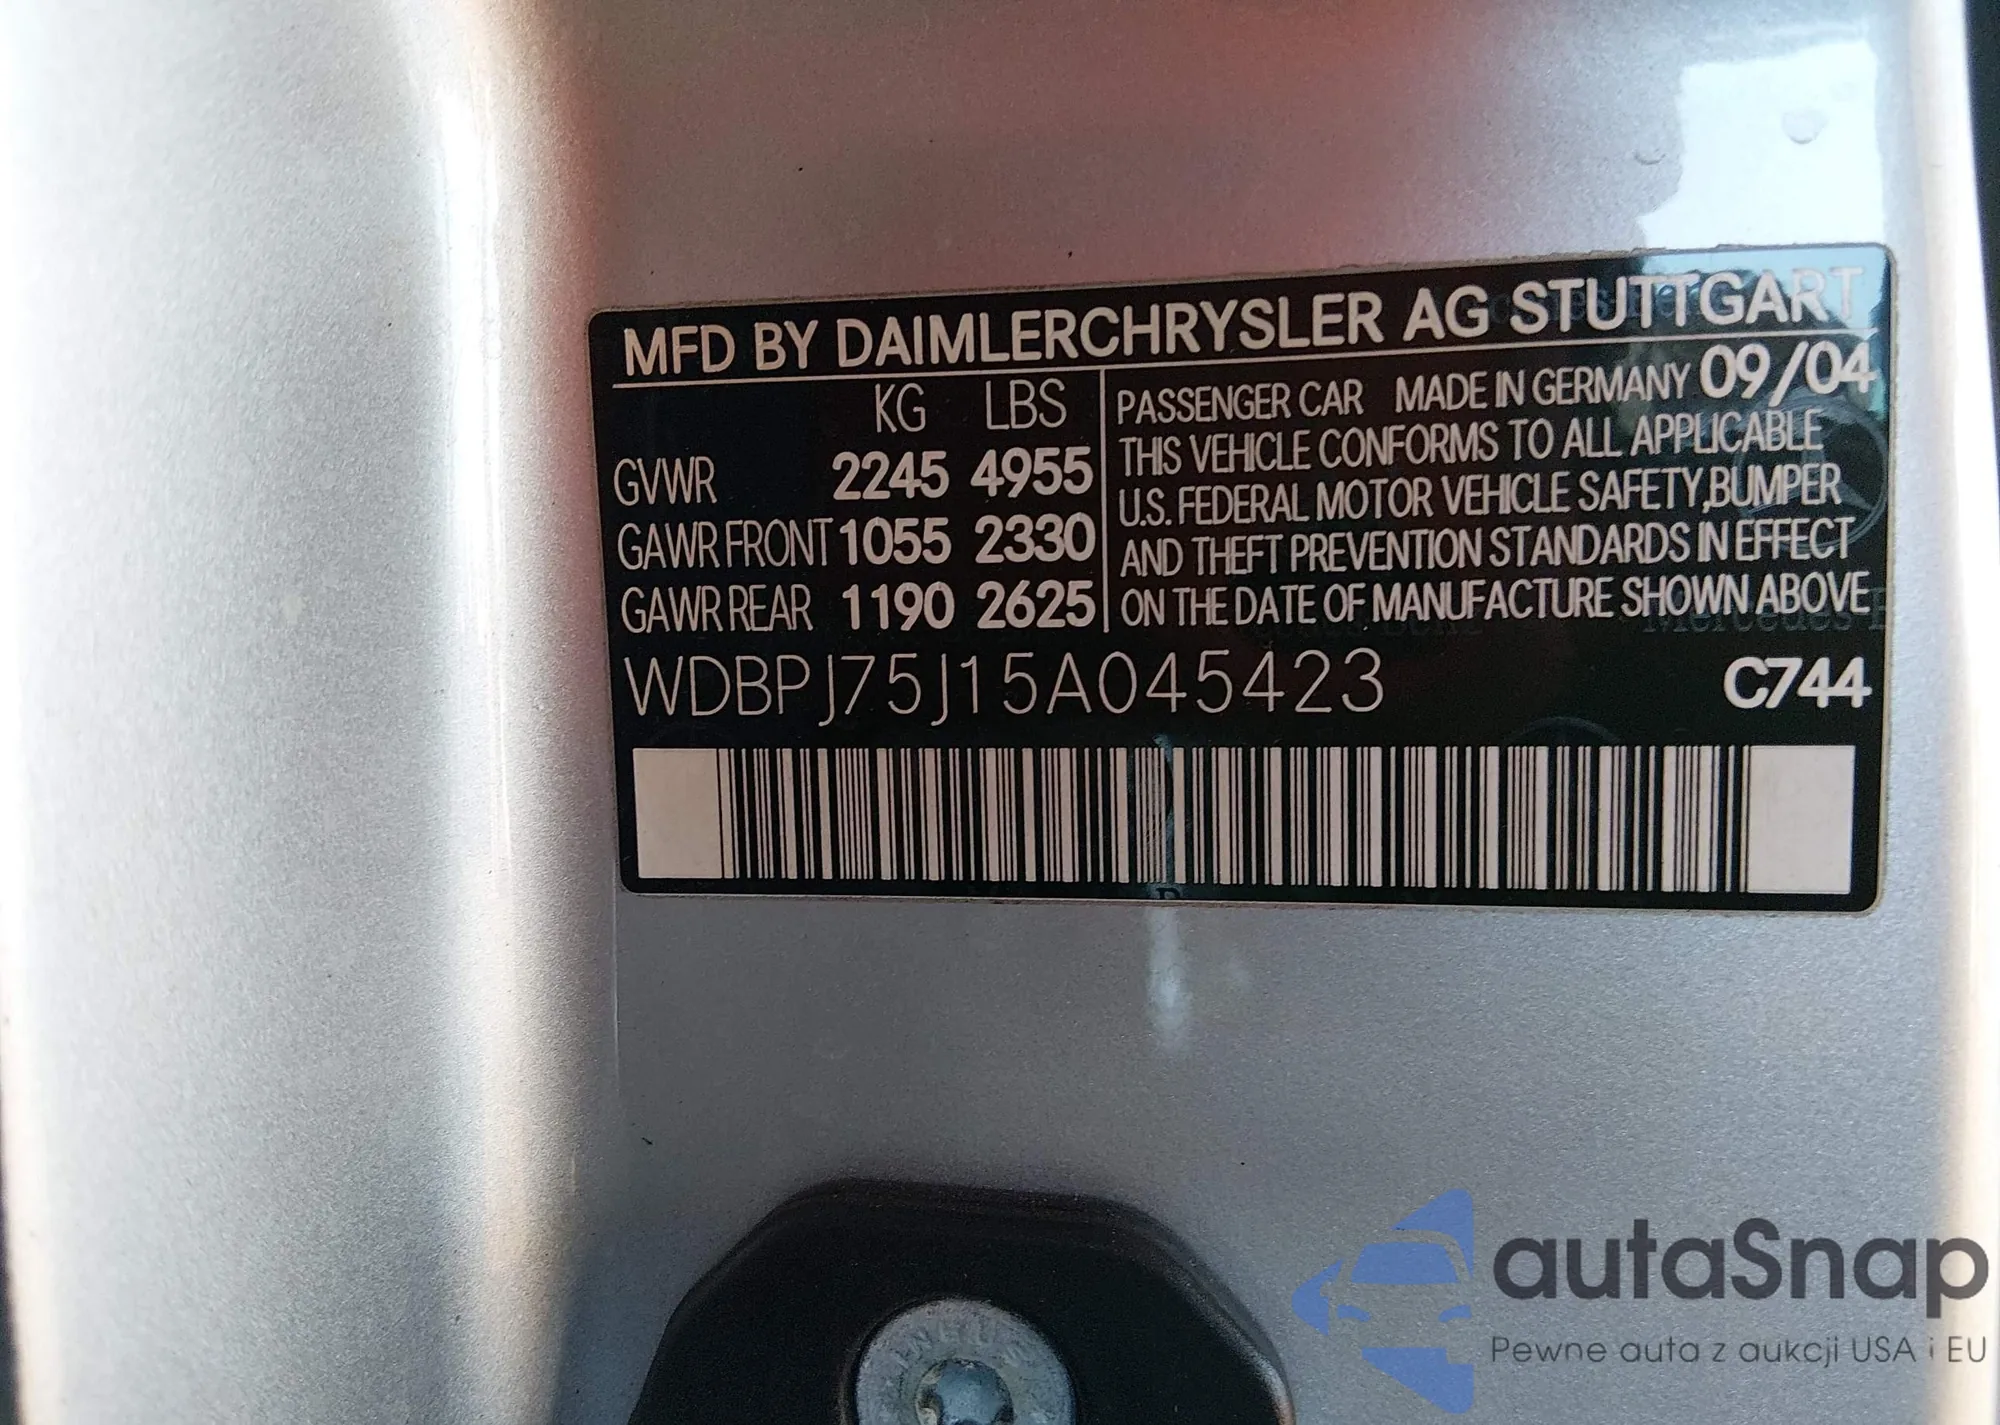 MFD BY DAIMLERCHRYSLER AG STUTTGART
KG LBS
GVWR 2245 4955
GAWR FRONT 1055 2330
GAWR REAR 1190 2625
PASSENGER CAR MADE IN GERMANY 09/04
THIS VEHICLE CONFORMS TO ALL APPLICABLE
U.S. FEDERAL MOTOR VEHICLE SAFETY, BUMPER
AND THEFT PREVENTION STANDARDS IN EFFECT
ON THE DATE OF MANUFACTURE SHOWN ABOVE
WDBPJ75J15A045423 C744
autaSnap
Pewne auta z aukcji USA i EU